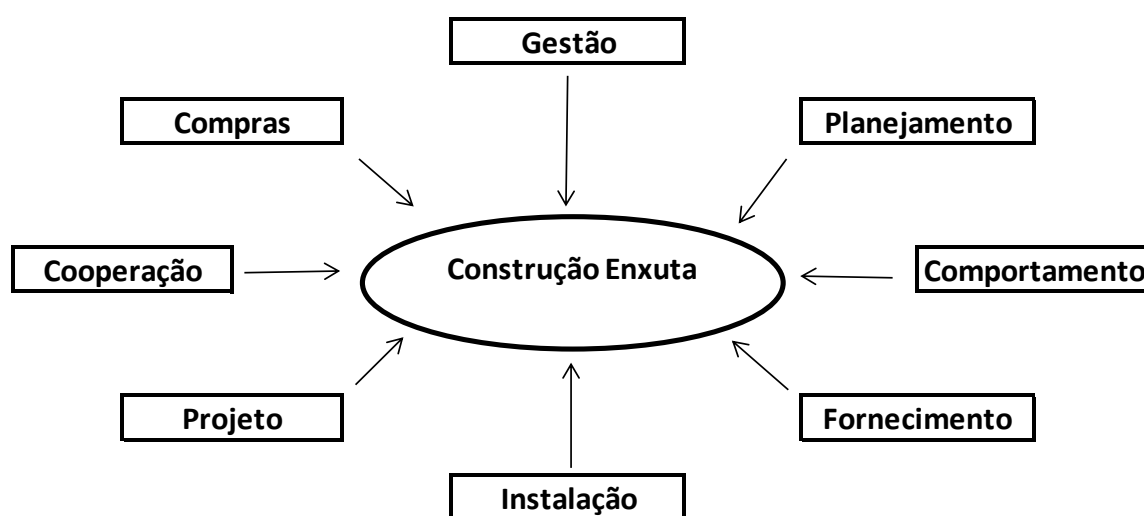 Gestão
Compras
Planejamento
Construção Enxuta
Cooperação
Comportamento
Projeto
Fornecimento
Instalação